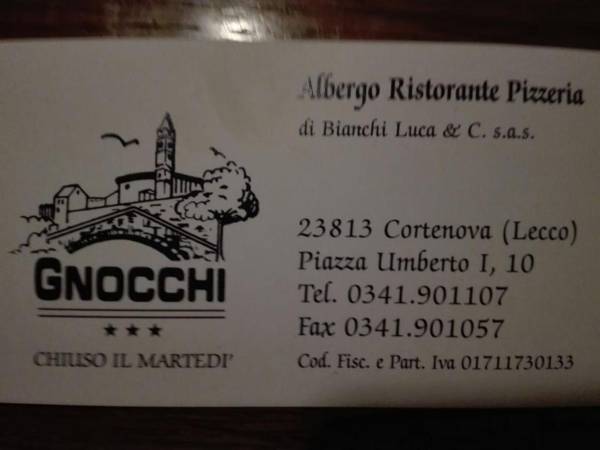 Albergo Ristorante Pizzeria
di Bianchi Luca & C. s.a.s.
GNOCCHI
★ ★ ★
CHIUSO IL MARTEDI'
23813 Cortenova (Lecco)
Piazza Umberto I, 10
Tel. 0341.901107
Fax 0341.901057
Cod. Fisc. e Part. Iva 01711730133